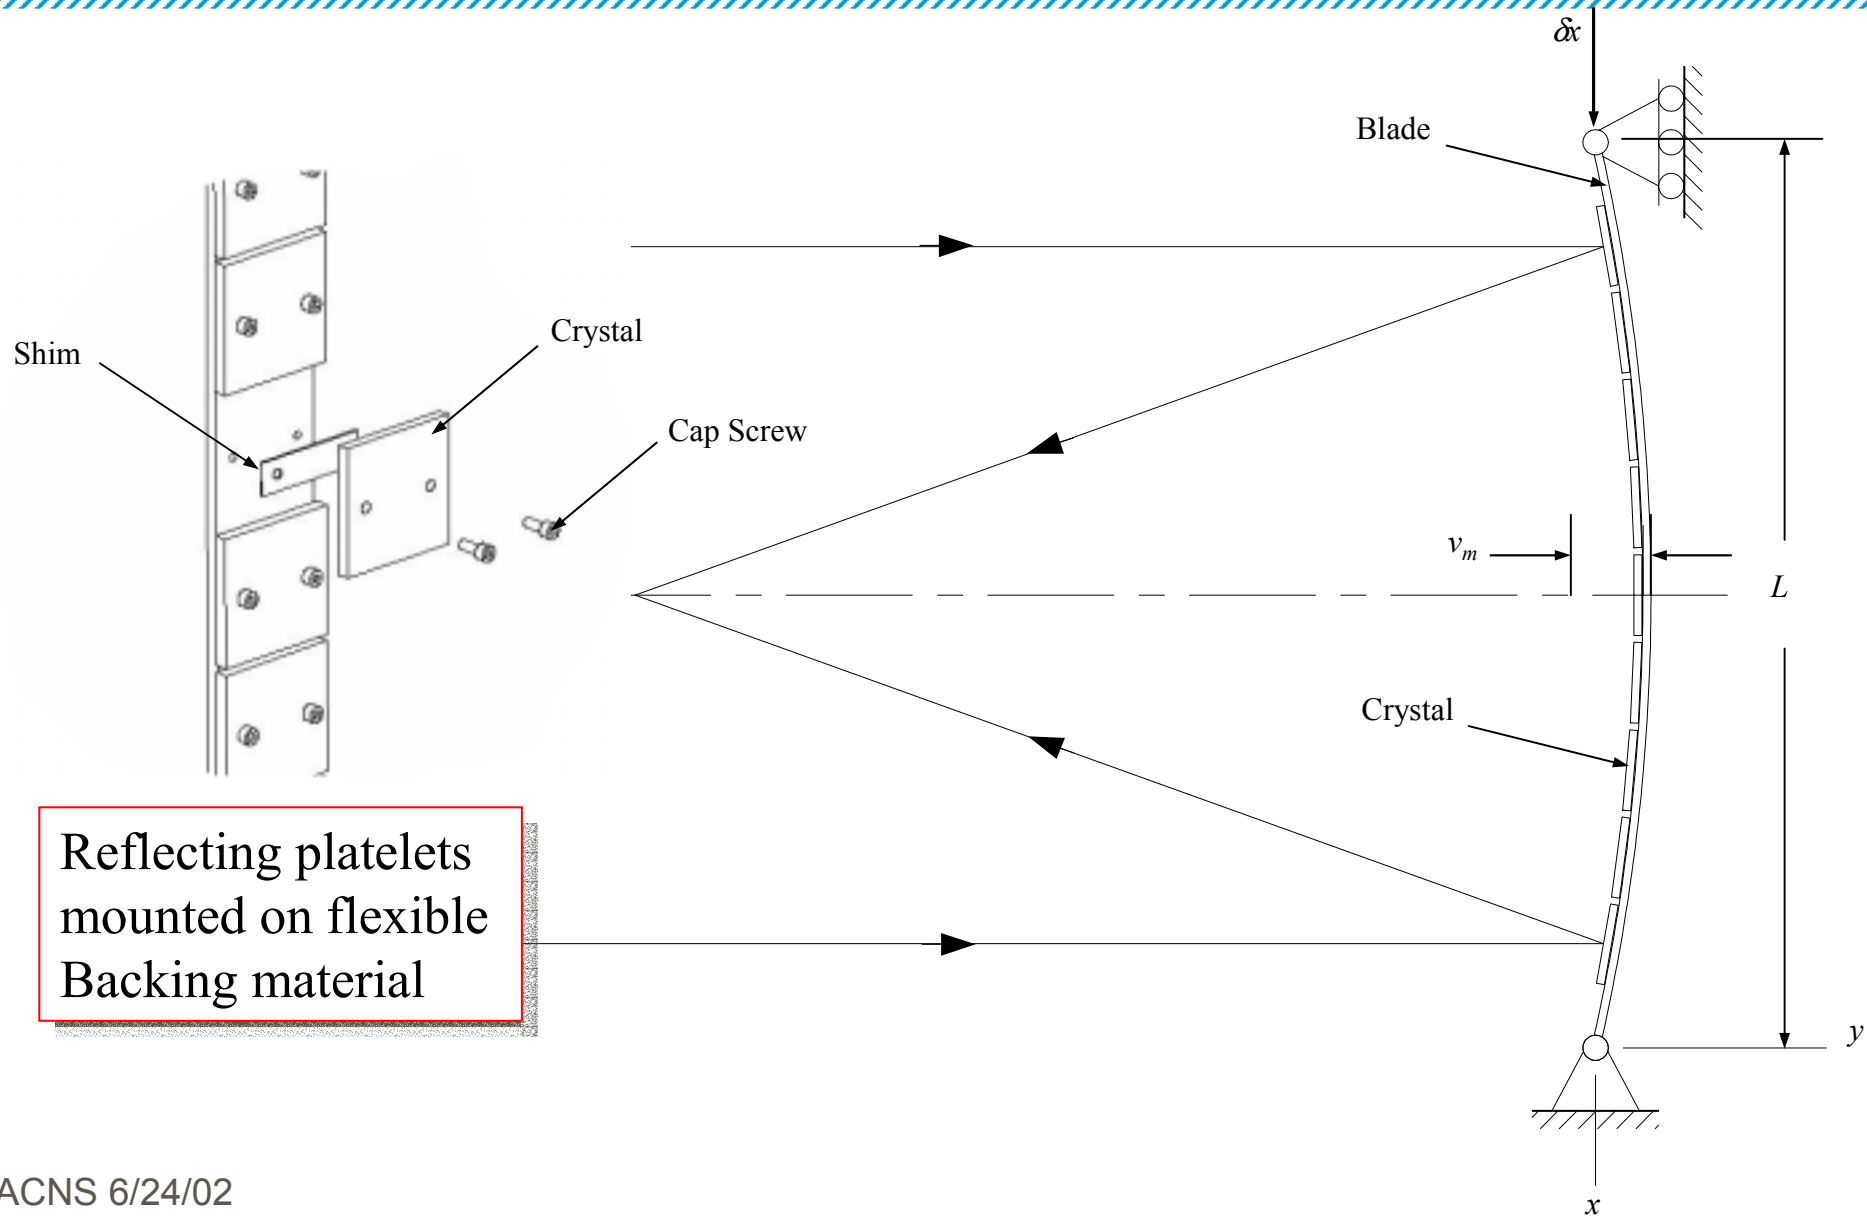 δx
Blade
Shim
Crystal
Cap Screw
v_m
L
Crystal
Reflecting platelets
mounted on flexible
Backing material
y
x
ACNS 6/24/02